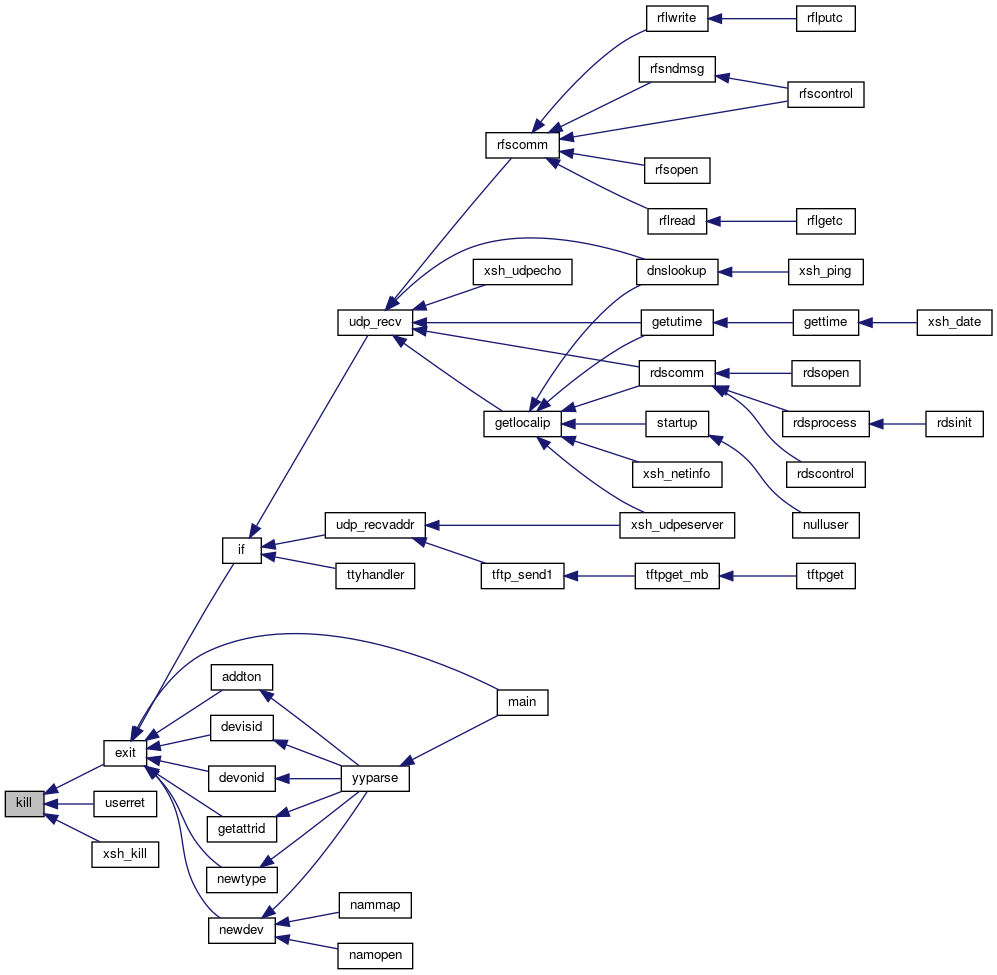 rflwrite
rflputc
rfsndmsg
rfscontrol
rfscomm
rfsopen
rflread
rflgetc
dnslookup
xsh_ping
xsh_udpecho
udp_recv
getutime
gettime
xsh_date
rdscomm
rdsopen
getlocalip
startup
rdsprocess
rdsinit
xsh_netinfo
rdscontrol
udp_recvaddr
xsh_udpeserver
nulluser
if
ttyhandler
tftp_send1
tftpget_mb
tftpget
addton
main
devisid
exit
devonid
yyparse
kill
userret
getattrid
xsh_kill
newtype
nammap
newdev
namopen